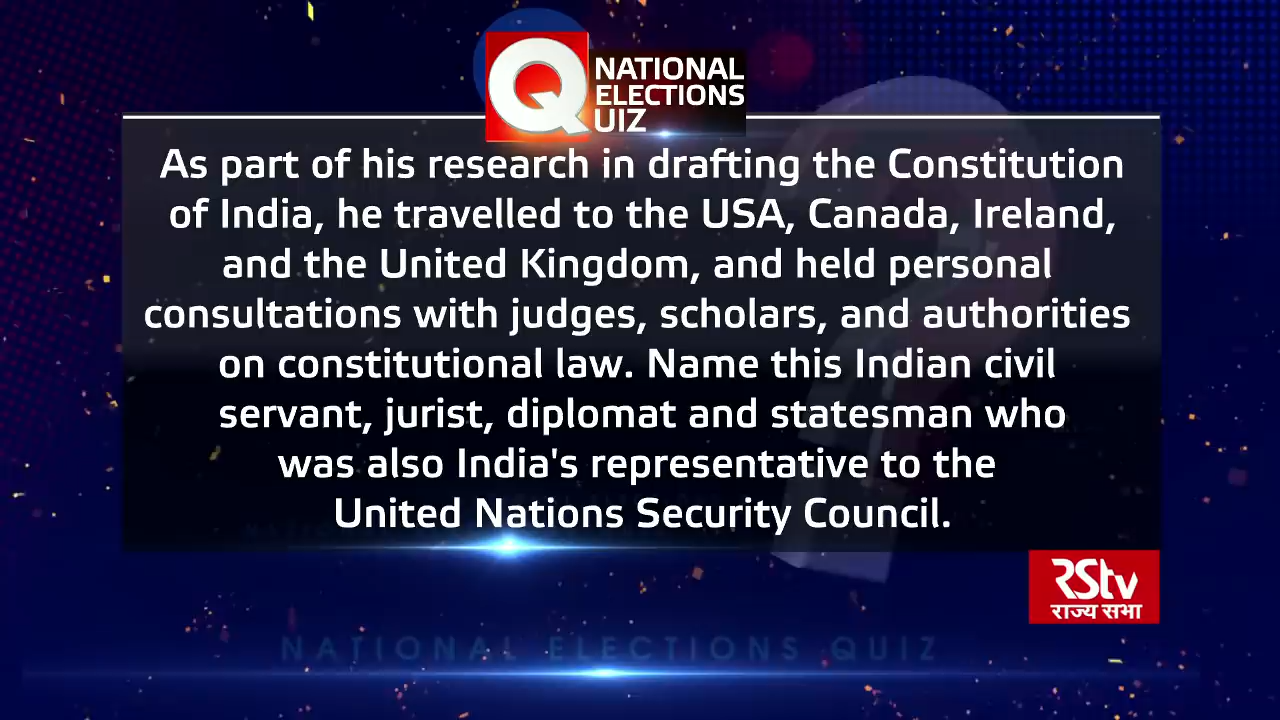 Q NATIONAL
ELECTIONS
UIZ
As part of his research in drafting the Constitution
of India, he travelled to the USA, Canada, Ireland,
and the United Kingdom, and held personal
consultations with judges, scholars, and authorities
on constitutional law. Name this Indian civil
servant, jurist, diplomat and statesman who
was also India's representative to the
United Nations Security Council.
RSTV
राज्य सभा
NATIONAL ELECTIONS QUIZ